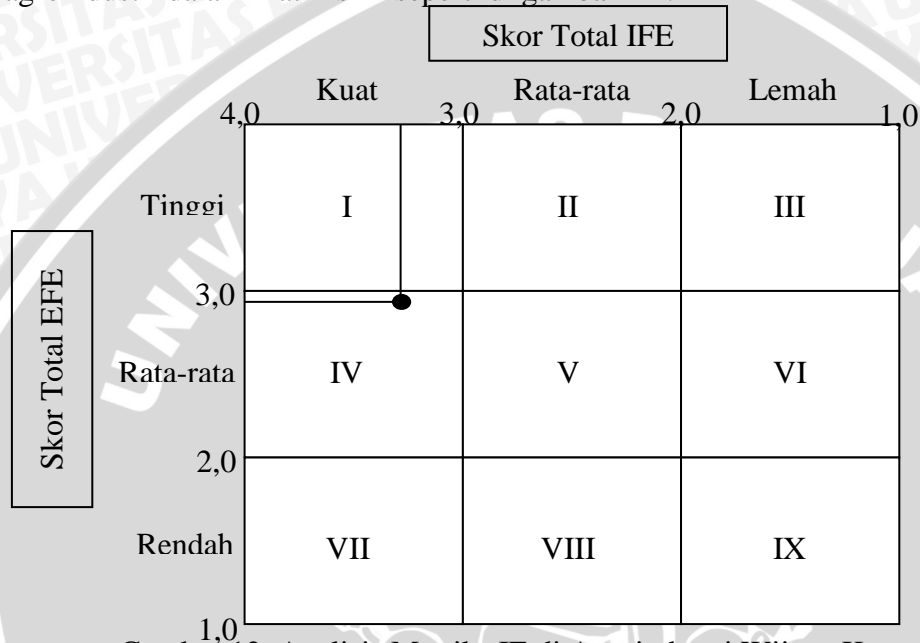 Skor Total IFE
Kuat Rata-rata Lemah
4,0 3,0 2,0 1,0
Tinggi I II III
3,0
Skor Total EFE
Rata-rata IV V VI
2,0
Rendah VII VIII IX
1,0